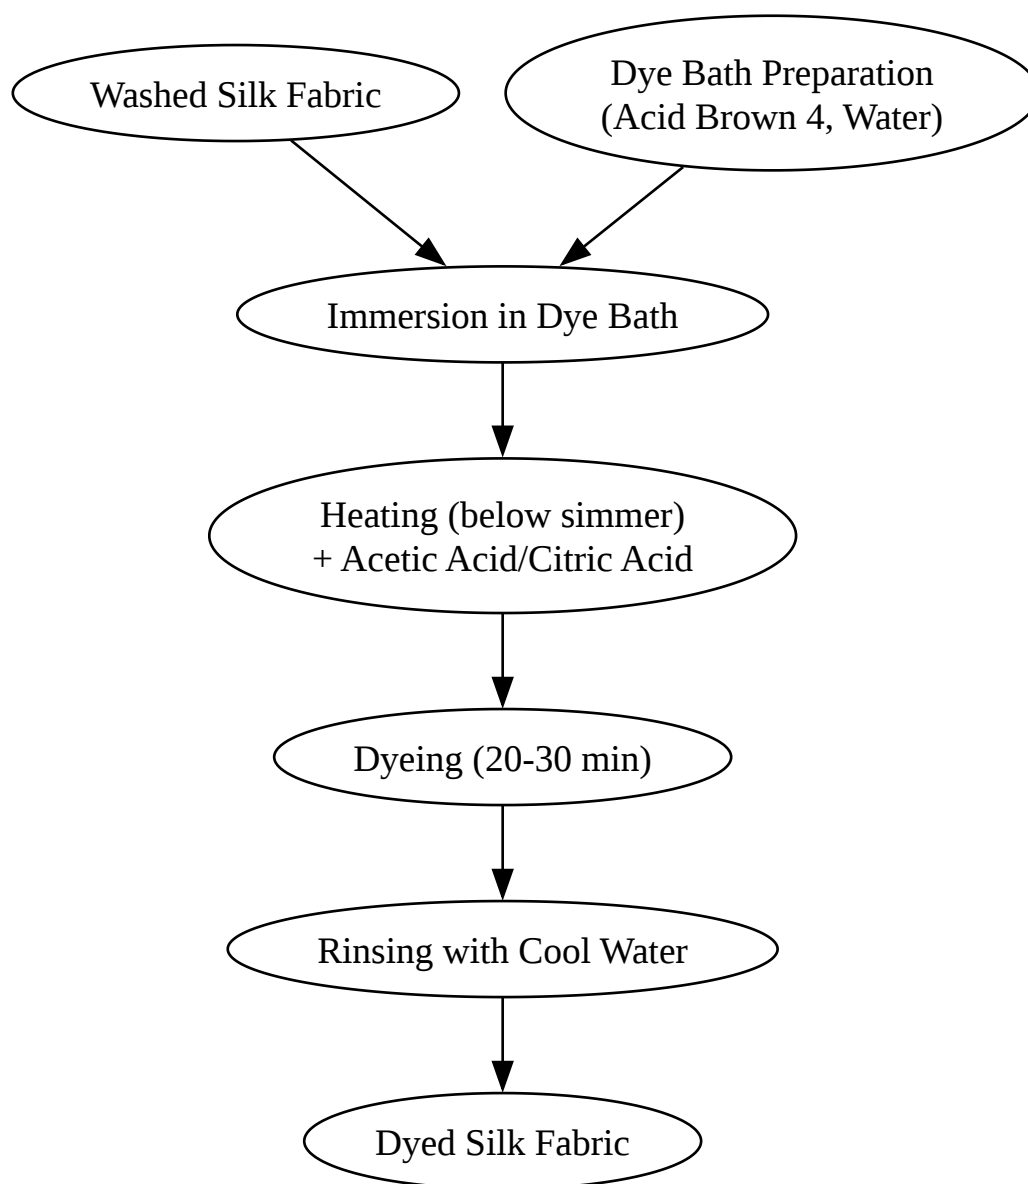 Washed Silk Fabric
Dye Bath Preparation
(Acid Brown 4, Water)
Immersion in Dye Bath
Heating (below simmer)
+ Acetic Acid/Citric Acid
Dyeing (20-30 min)
Rinsing with Cool Water
Dyed Silk Fabric